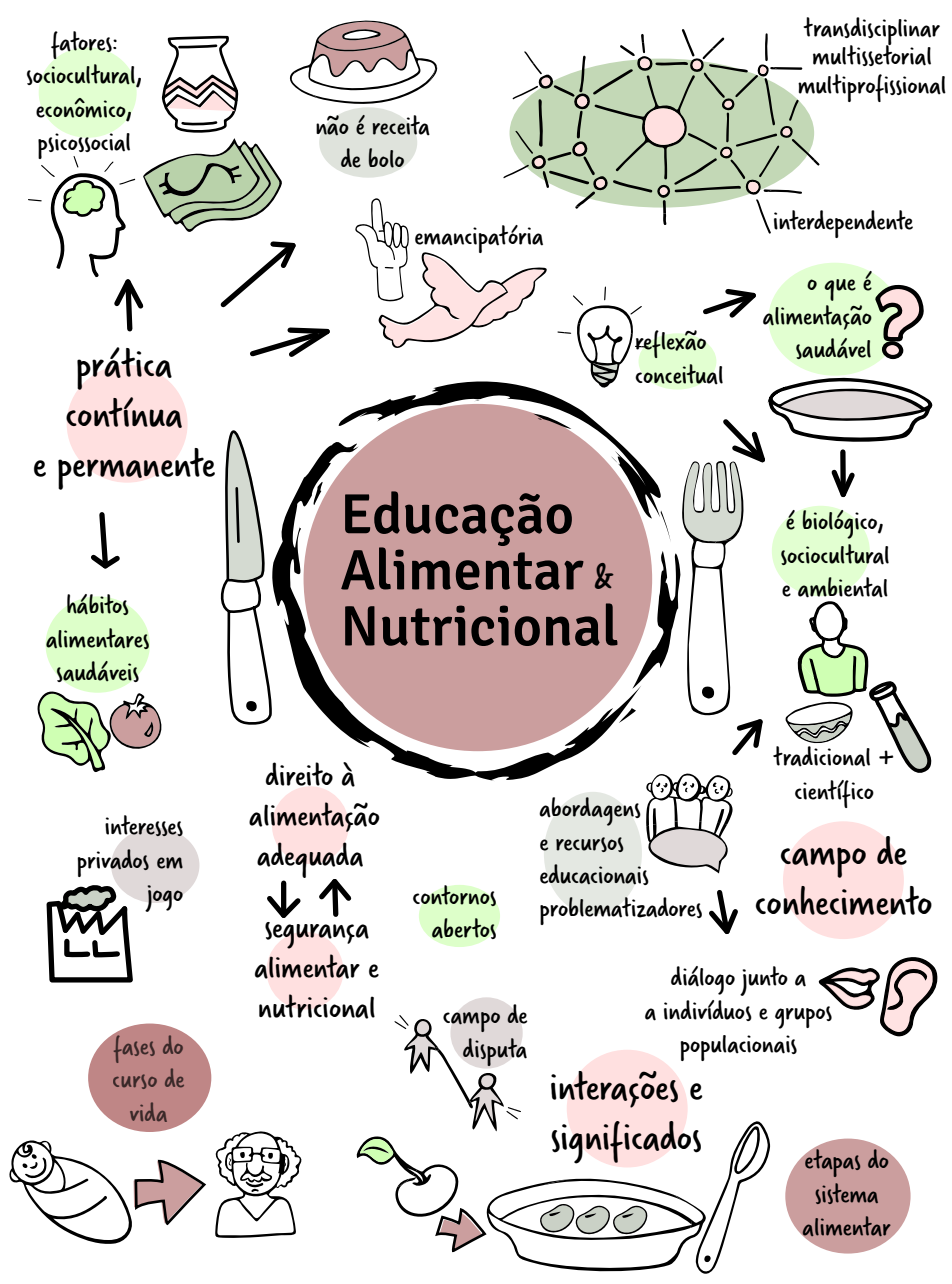 fatores:
sociocultural,
econômico,
psicossocial
não é receita
de bolo
transdisciplinar
multissetorial
multiprofissional
interdependente
emancipatória
reflexão
conceitual
o que é
alimentação
saudável
prática
contínua
e permanente
Educação
Alimentar &
Nutricional
é biológico,
sociocultural
e ambiental
hábitos
alimentares
saudáveis
tradicional +
científico
direito à
alimentação
adequada
segurança
alimentar e
nutricional
interesses
privados em
jogo
contornos
abertos
abordagens
e recursos
educacionais
problematizadores
campo de
conhecimento
diálogo junto a
a indivíduos e grupos
populacionais
campo de
disputa
fases do
curso de
vida
interações e
significados
etapas do
sistema
alimentar